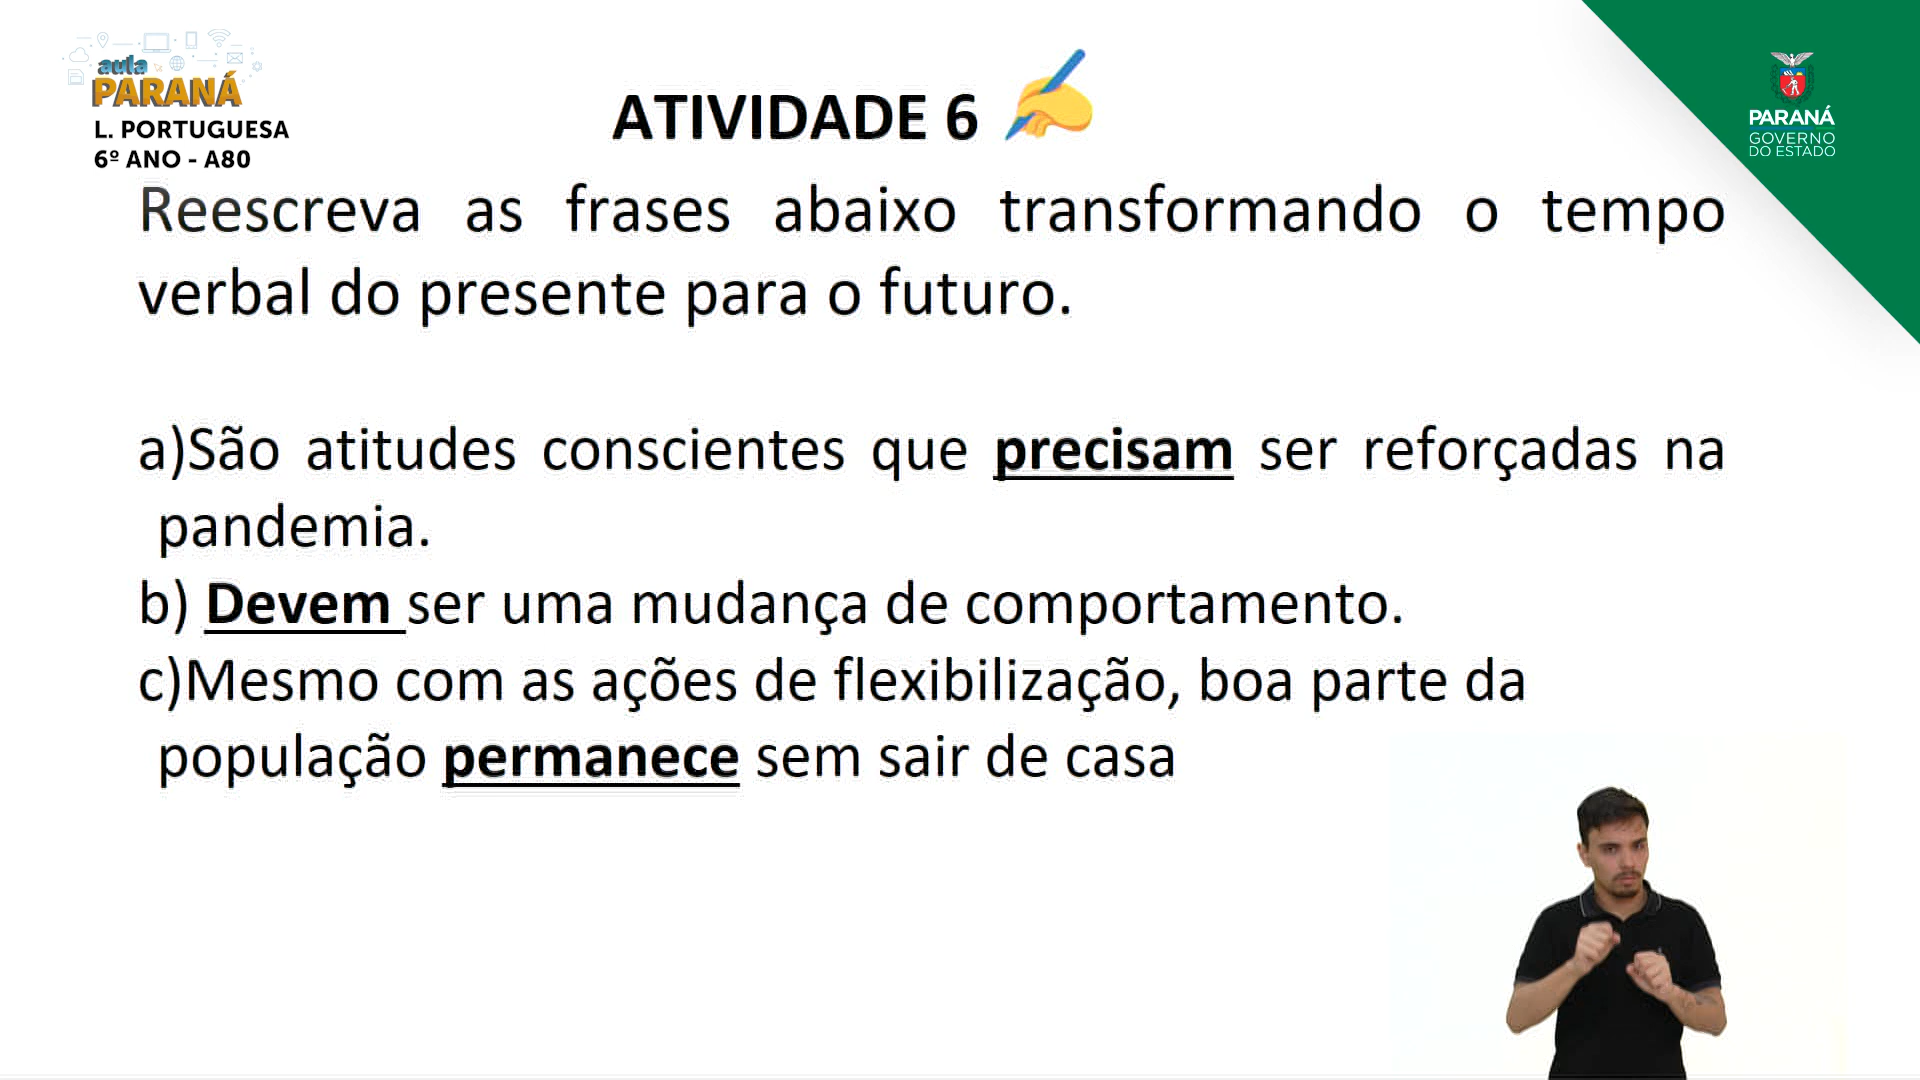 aula
PARANÁ
L. PORTUGUESA
6º ANO - A80
ATIVIDADE 6
PARANÁ
GOVERNO
DO ESTADO
Reescreva as frases abaixo transformando o tempo
verbal do presente para o futuro.
a)São atitudes conscientes que precisam ser reforçadas na
pandemia.
b) Devem ser uma mudança de comportamento.
c)Mesmo com as ações de flexibilização, boa parte da
população permanece sem sair de casa